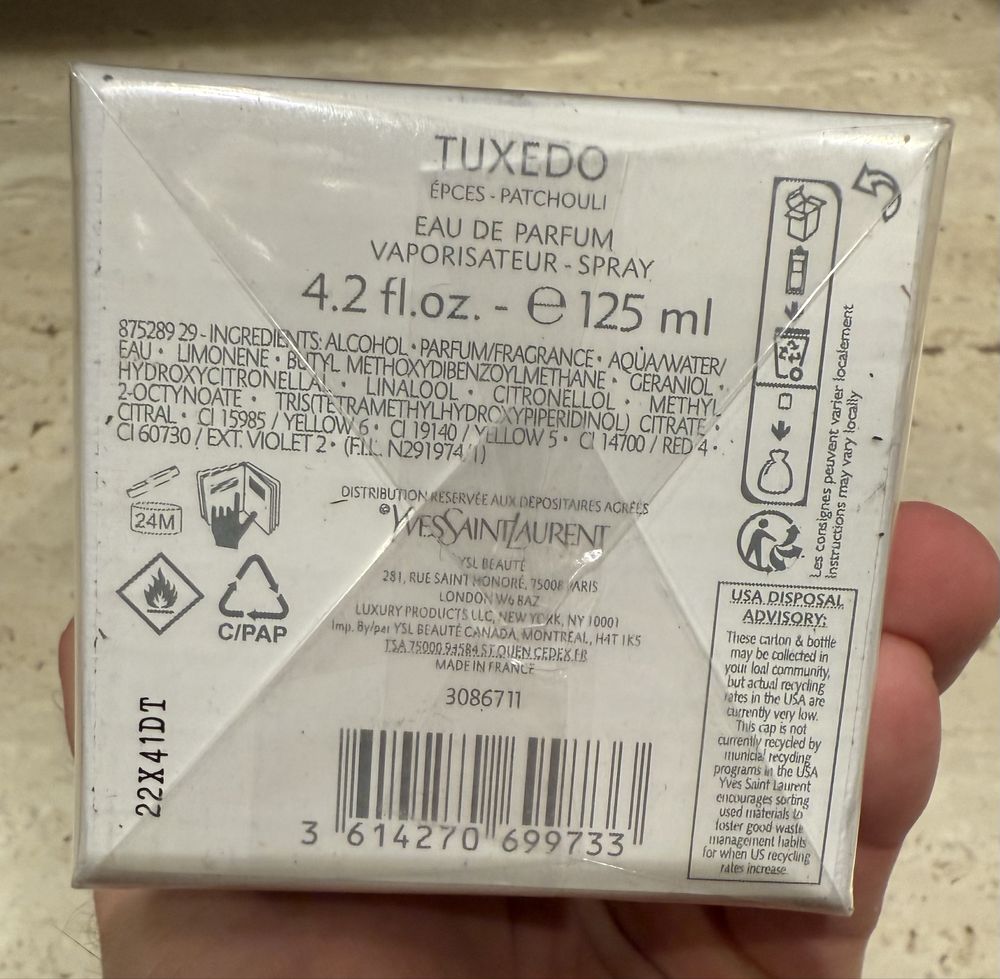 TUXEDO
ÉPCES - PATCHOULI
EAU DE PARFUM
VAPORISATEUR - SPRAY
4.2 fl.oz. - ℮ 125 ml
875289 29 - INGREDIENTS: ALCOHOL • PARFUM/FRAGRANCE • AQUA/WATER/
EAU • LIMONENE • BUTYL METHOXYDIBENZOYLMETHANE • GERANIOL •
HYDROXYCITRONELLAL • LINALOOL • CITRONELLOL • METHYL
2-OCTYNOATE • TRIS(TETRAMETHYLHYDROXYPIPERIDINOL) CITRATE •
CITRAL • CI 15985 / YELLOW 6 • CI 19140 / YELLOW 5 • CI 14700 / RED 4 •
CI 60730 / EXT. VIOLET 2 • (F.I.L. N291974/1)
24M
C/PAP
22X41DT
DISTRIBUTION RESERVÉE AUX DEPOSITAIRES AGRÉES
YVESSAINTLAURENT
YSL BEAUTÉ
281, RUE SAINT HONORÉ, 75008 PARIS
LONDON W6 BAZ
LUXURY PRODUCTS LLC, NEW YORK, NY 10001
Imp. By/par YSL BEAUTÉ CANADA, MONTREAL, H4T 1K5
TSA 75000 93584 ST OUEN CEDEX FR
MADE IN FRANCE
3086711
3 614270 699733
Les consignes peuvent varier localement
Instructions may vary locally
USA DISPOSAL
ADVISORY:
These carton & bottle
may be collected in
your loal community,
but actual recycling
rates in the USA are
currently very low.
This cap is not
currently recycled by
municial recyding
programs in the USA
Yves Saint Laurent
encourages sorting
used materials to
foster good waste
management habits
for when US recycling
rates increase.